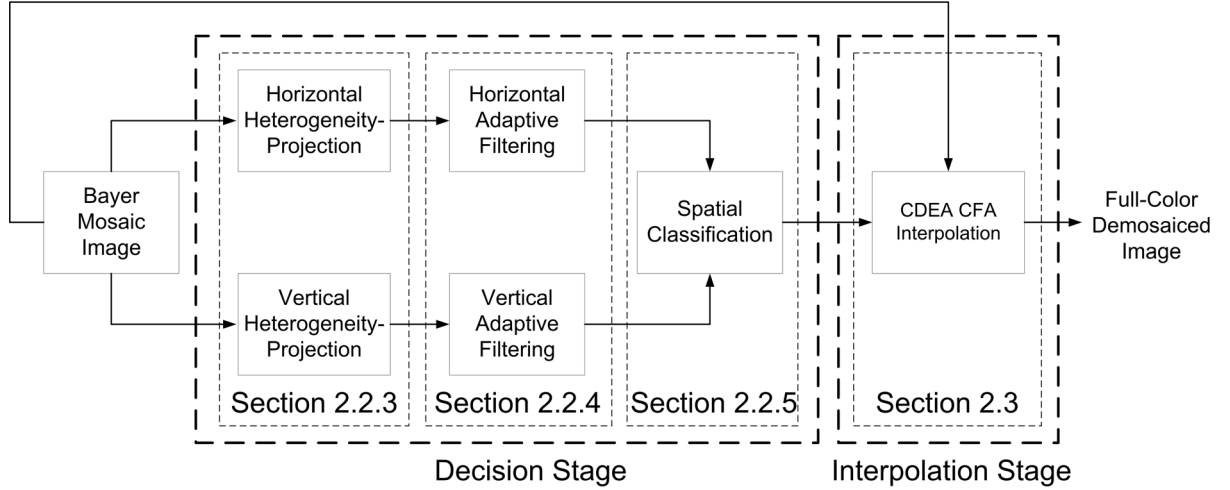 Bayer
Mosaic
Image
Horizontal
Heterogeneity-
Projection
Horizontal
Adaptive
Filtering
Vertical
Heterogeneity-
Projection
Vertical
Adaptive
Filtering
Spatial
Classification
CDEA CFA
Interpolation
Full-Color
Demosaiced
Image
Section 2.2.3
Section 2.2.4
Section 2.2.5
Section 2.3
Decision Stage
Interpolation Stage